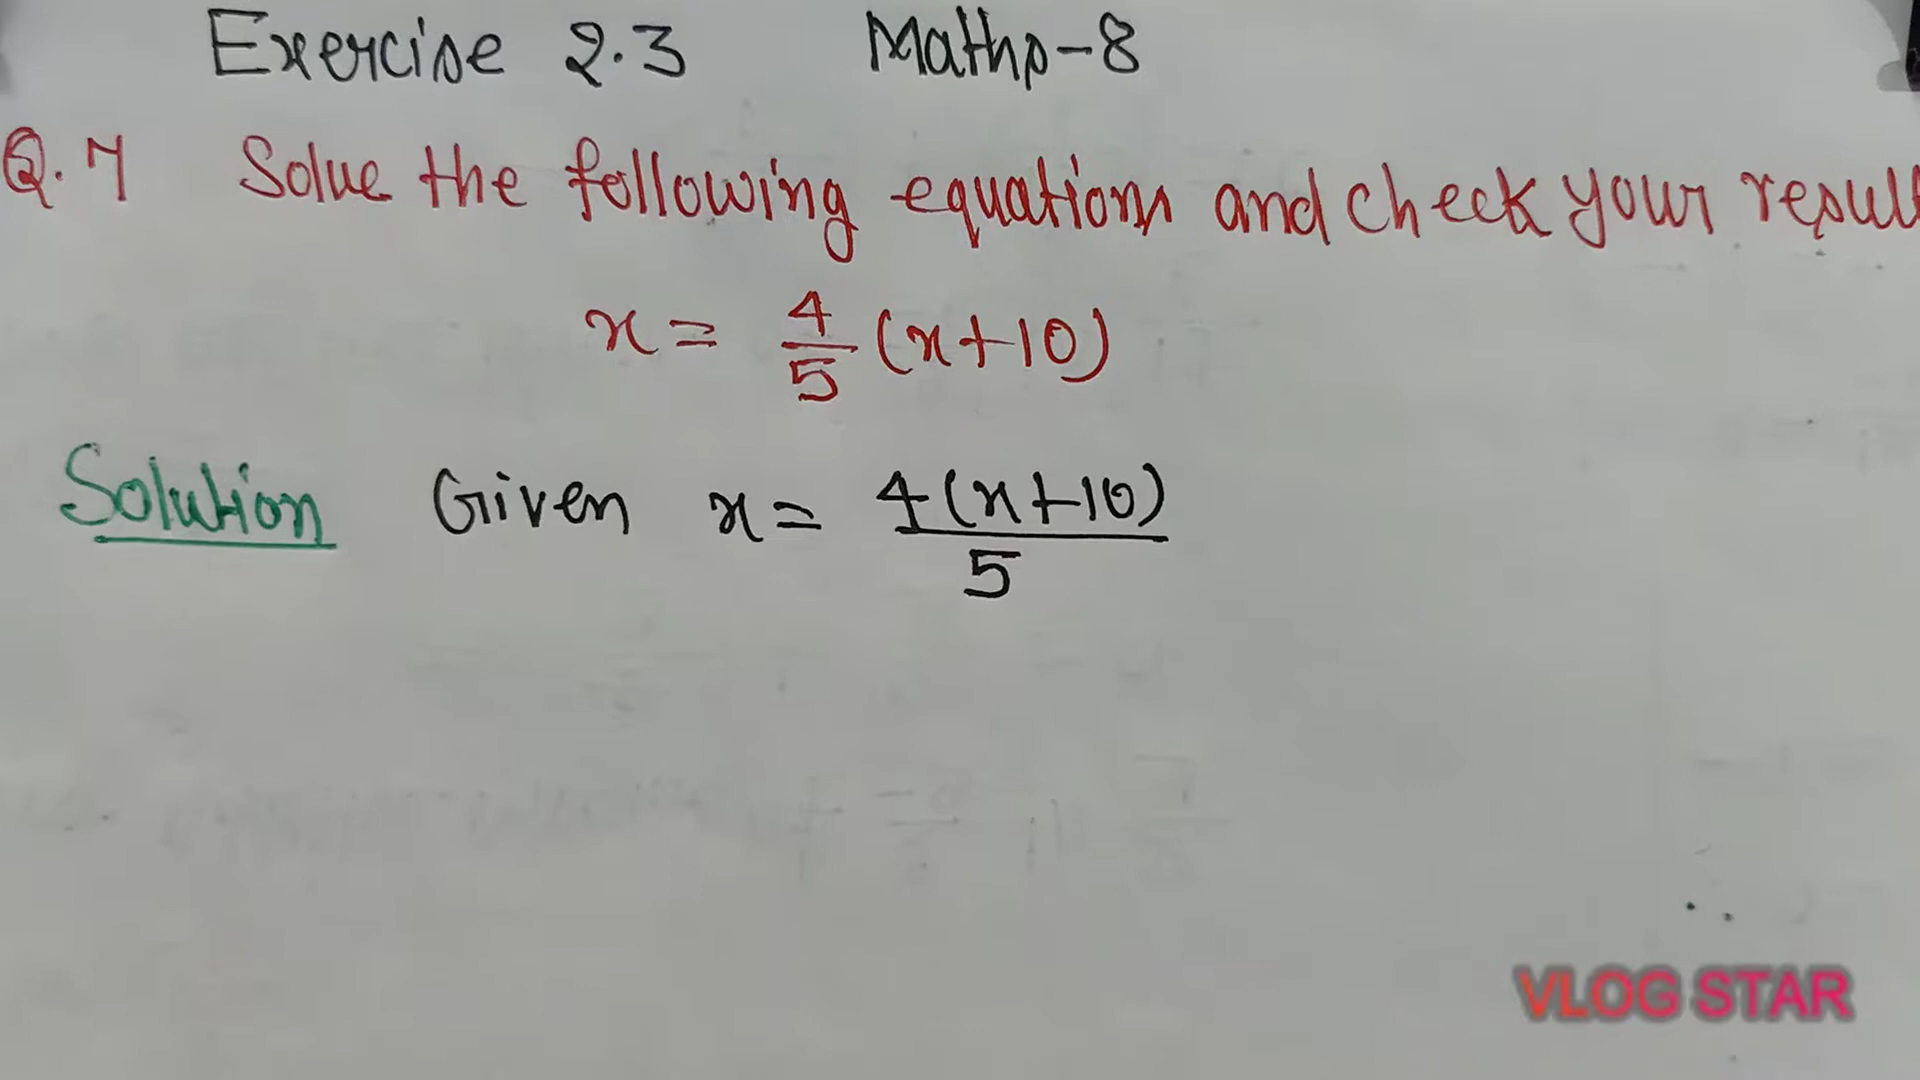 Exercise 2.3 Maths-8
Q.7 Solve the following equations and check your result
x = 4/5 (x+10)
Solution Given x = 4(x+10)/5
VLOG STAR